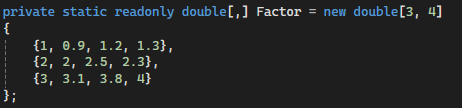 private static readonly double[,] Factor = new double[3, 4]
{
    {1, 0.9, 1.2, 1.3},
    {2, 2, 2.5, 2.3},
    {3, 3.1, 3.8, 4}
};